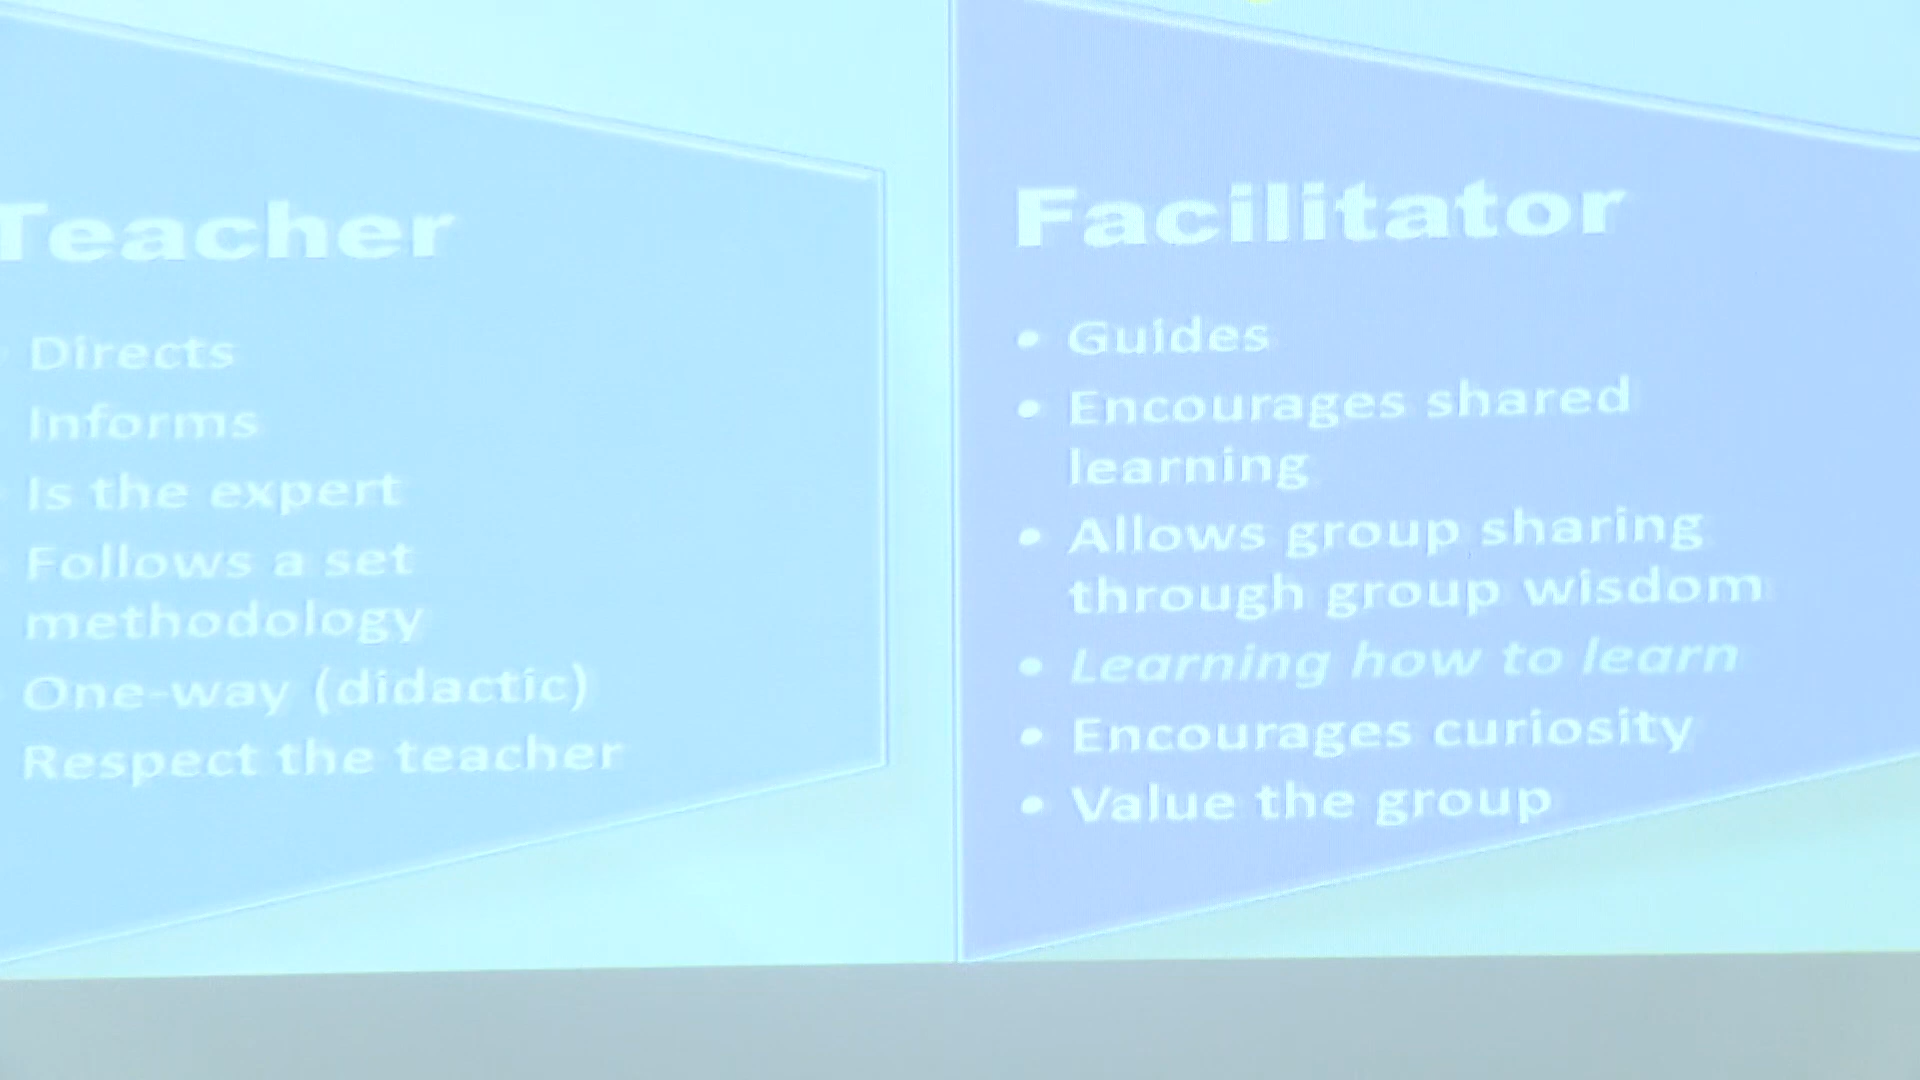 Teacher
Directs
Informs
Is the expert
Follows a set
methodology
One-way (didactic)
Respect the teacher
Facilitator
• Guides
• Encourages shared
learning
• Allows group sharing
through group wisdom
• Learning how to learn
• Encourages curiosity
• Value the group